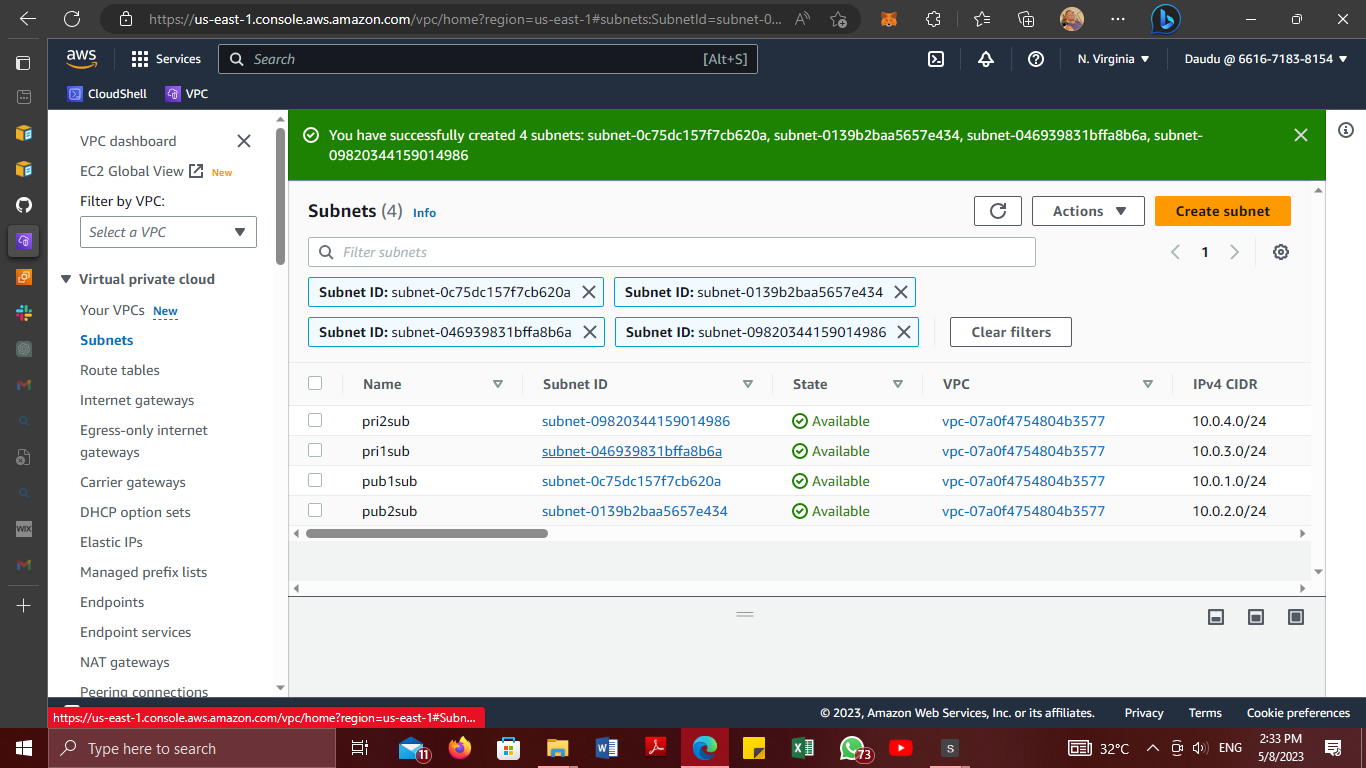 https://us-east-1.console.aws.amazon.com/vpc/home?region=us-east-1#subnets:SubnetId=subnet-0...
aws
Services
Search
[Alt+S]
N. Virginia
Daudu @ 6616-7183-8154
CloudShell
VPC
VPC dashboard
EC2 Global View New
Filter by VPC:
Select a VPC
Virtual private cloud
Your VPCs New
Subnets
Route tables
Internet gateways
Egress-only internet
gateways
Carrier gateways
DHCP option sets
Elastic IPs
Managed prefix lists
Endpoints
Endpoint services
NAT gateways
Peering connections
You have successfully created 4 subnets: subnet-0c75dc157f7cb620a, subnet-0139b2baa5657e434, subnet-046939831bffa8b6a, subnet-
09820344159014986
Subnets (4) Info
Actions
Create subnet
Filter subnets
1
Subnet ID: subnet-0c75dc157f7cb620a
Subnet ID: subnet-0139b2baa5657e434
Subnet ID: subnet-046939831bffa8b6a
Subnet ID: subnet-09820344159014986
Clear filters
Name Subnet ID State VPC IPv4 CIDR
pri2sub subnet-09820344159014986 Available vpc-07a0f4754804b3577 10.0.4.0/24
pri1sub subnet-046939831bffa8b6a Available vpc-07a0f4754804b3577 10.0.3.0/24
pub1sub subnet-0c75dc157f7cb620a Available vpc-07a0f4754804b3577 10.0.1.0/24
pub2sub subnet-0139b2baa5657e434 Available vpc-07a0f4754804b3577 10.0.2.0/24
WIX
https://us-east-1.console.aws.amazon.com/vpc/home?region=us-east-1#Subn...
© 2023, Amazon Web Services, Inc. or its affiliates.
Privacy
Terms
Cookie preferences
Type here to search
11
73
S
32°C
ENG
2:33 PM
5/8/2023